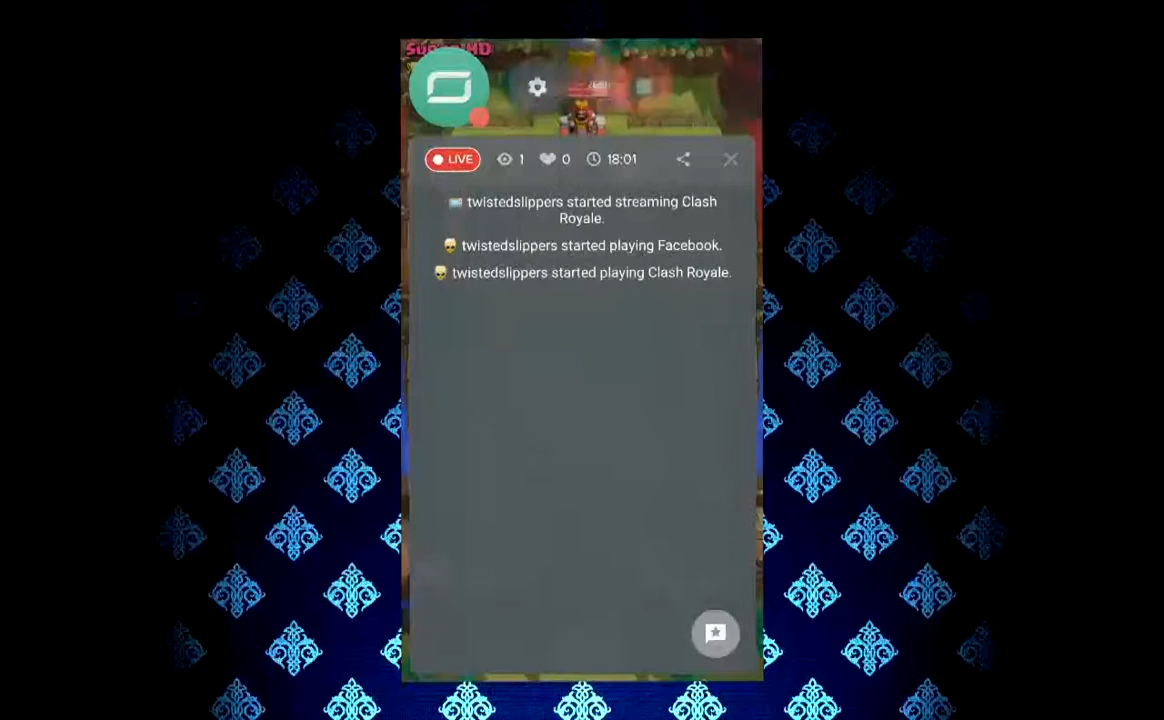 LIVE 1 0 18:01
twistedslippers started streaming Clash
Royale.
twistedslippers started playing Facebook.
twistedslippers started playing Clash Royale.